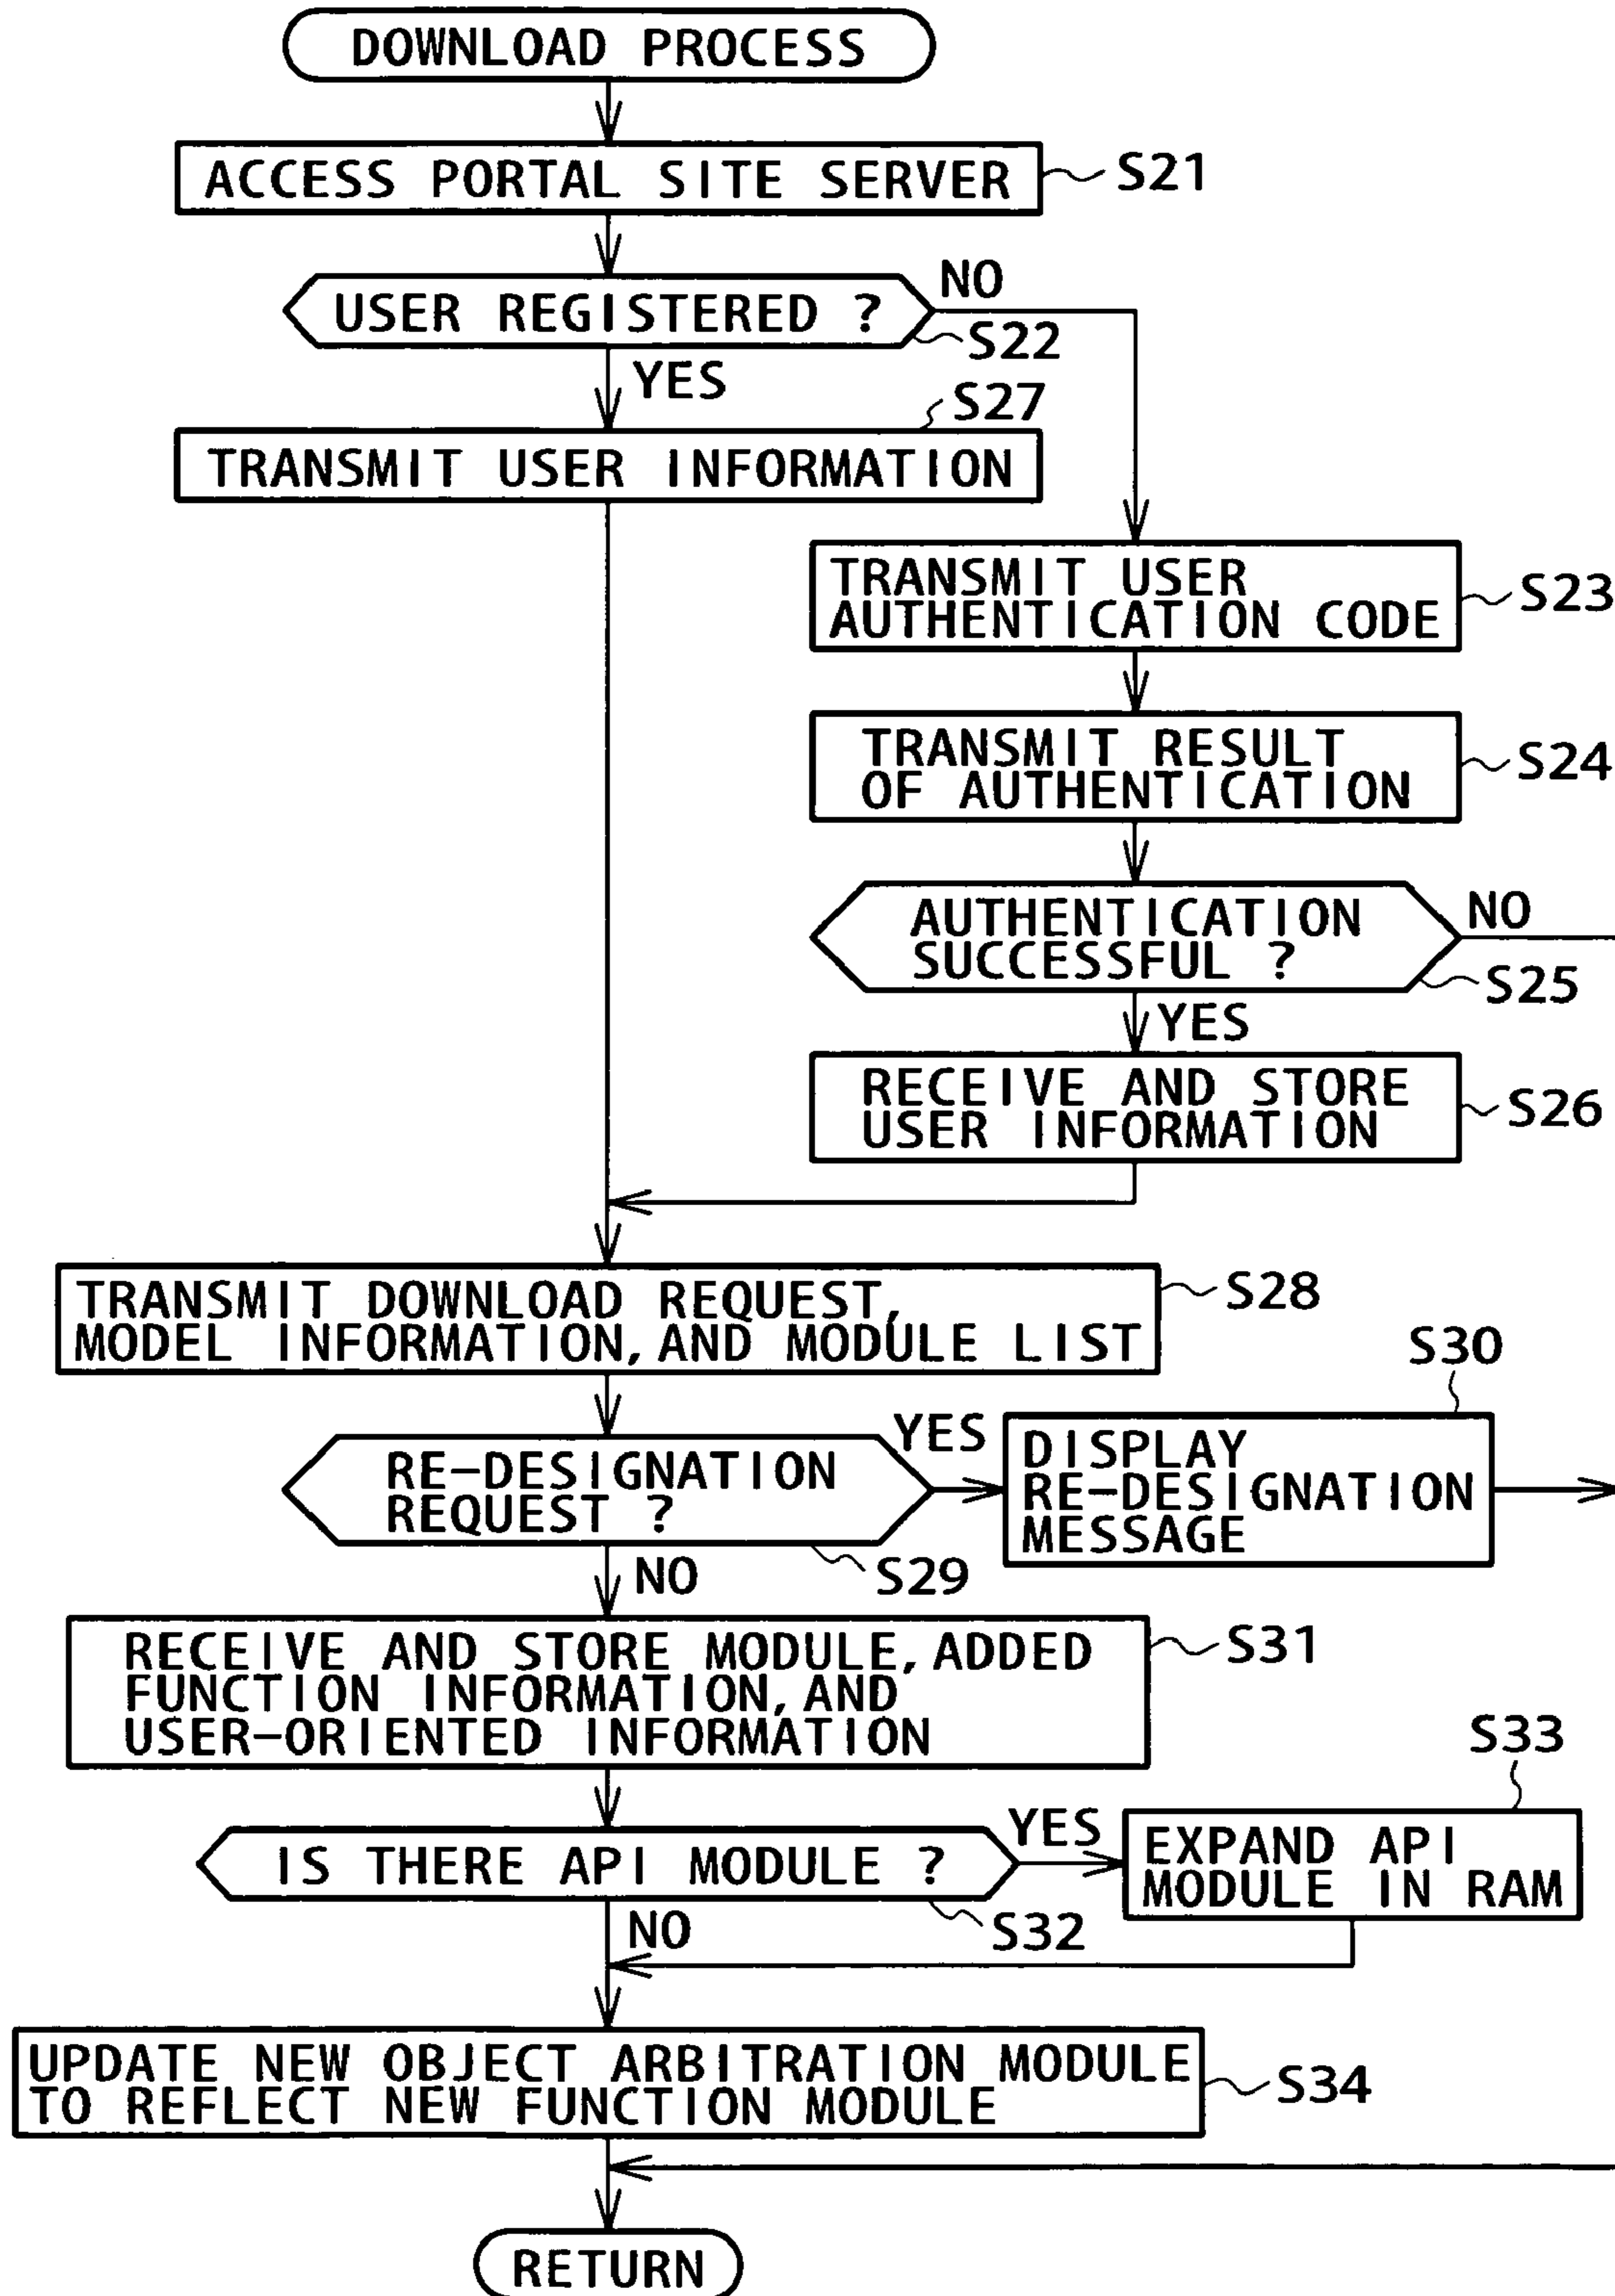 DOWNLOAD PROCESS
ACCESS PORTAL SITE SERVER
S21
USER REGISTERED ?
NO
S22
YES
S27
TRANSMIT USER INFORMATION
TRANSMIT USER
AUTHENTICATION CODE
S23
TRANSMIT RESULT
OF AUTHENTICATION
S24
AUTHENTICATION
SUCCESSFUL ?
NO
S25
YES
RECEIVE AND STORE
USER INFORMATION
S26
TRANSMIT DOWNLOAD REQUEST,
MODEL INFORMATION, AND MODULE LIST
S28
RE-DESIGNATION
REQUEST ?
YES
S30
DISPLAY
RE-DESIGNATION
MESSAGE
S29
NO
RECEIVE AND STORE MODULE, ADDED
FUNCTION INFORMATION, AND
USER-ORIENTED INFORMATION
S31
IS THERE API MODULE ?
YES
S33
EXPAND API
MODULE IN RAM
S32
NO
UPDATE NEW OBJECT ARBITRATION MODULE
TO REFLECT NEW FUNCTION MODULE
S34
RETURN